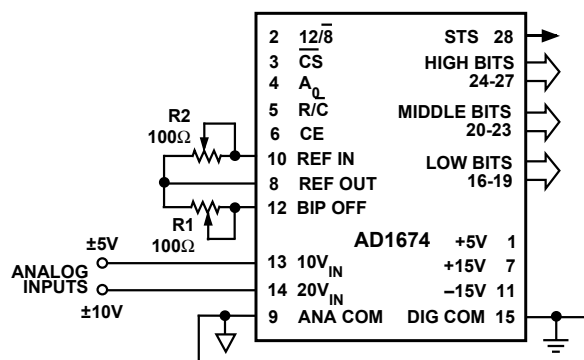 2 12/8
STS 28
3 CS
HIGH BITS
24-27
4 A0
5 R/C
MIDDLE BITS
20-23
6 CE
R2
100Ω
10 REF IN
LOW BITS
16-19
8 REF OUT
12 BIP OFF
R1
100Ω
AD1674
+5V 1
±5V
13 10VIN
+15V 7
ANALOG
INPUTS
14 20VIN
–15V 11
±10V
9 ANA COM
DIG COM 15